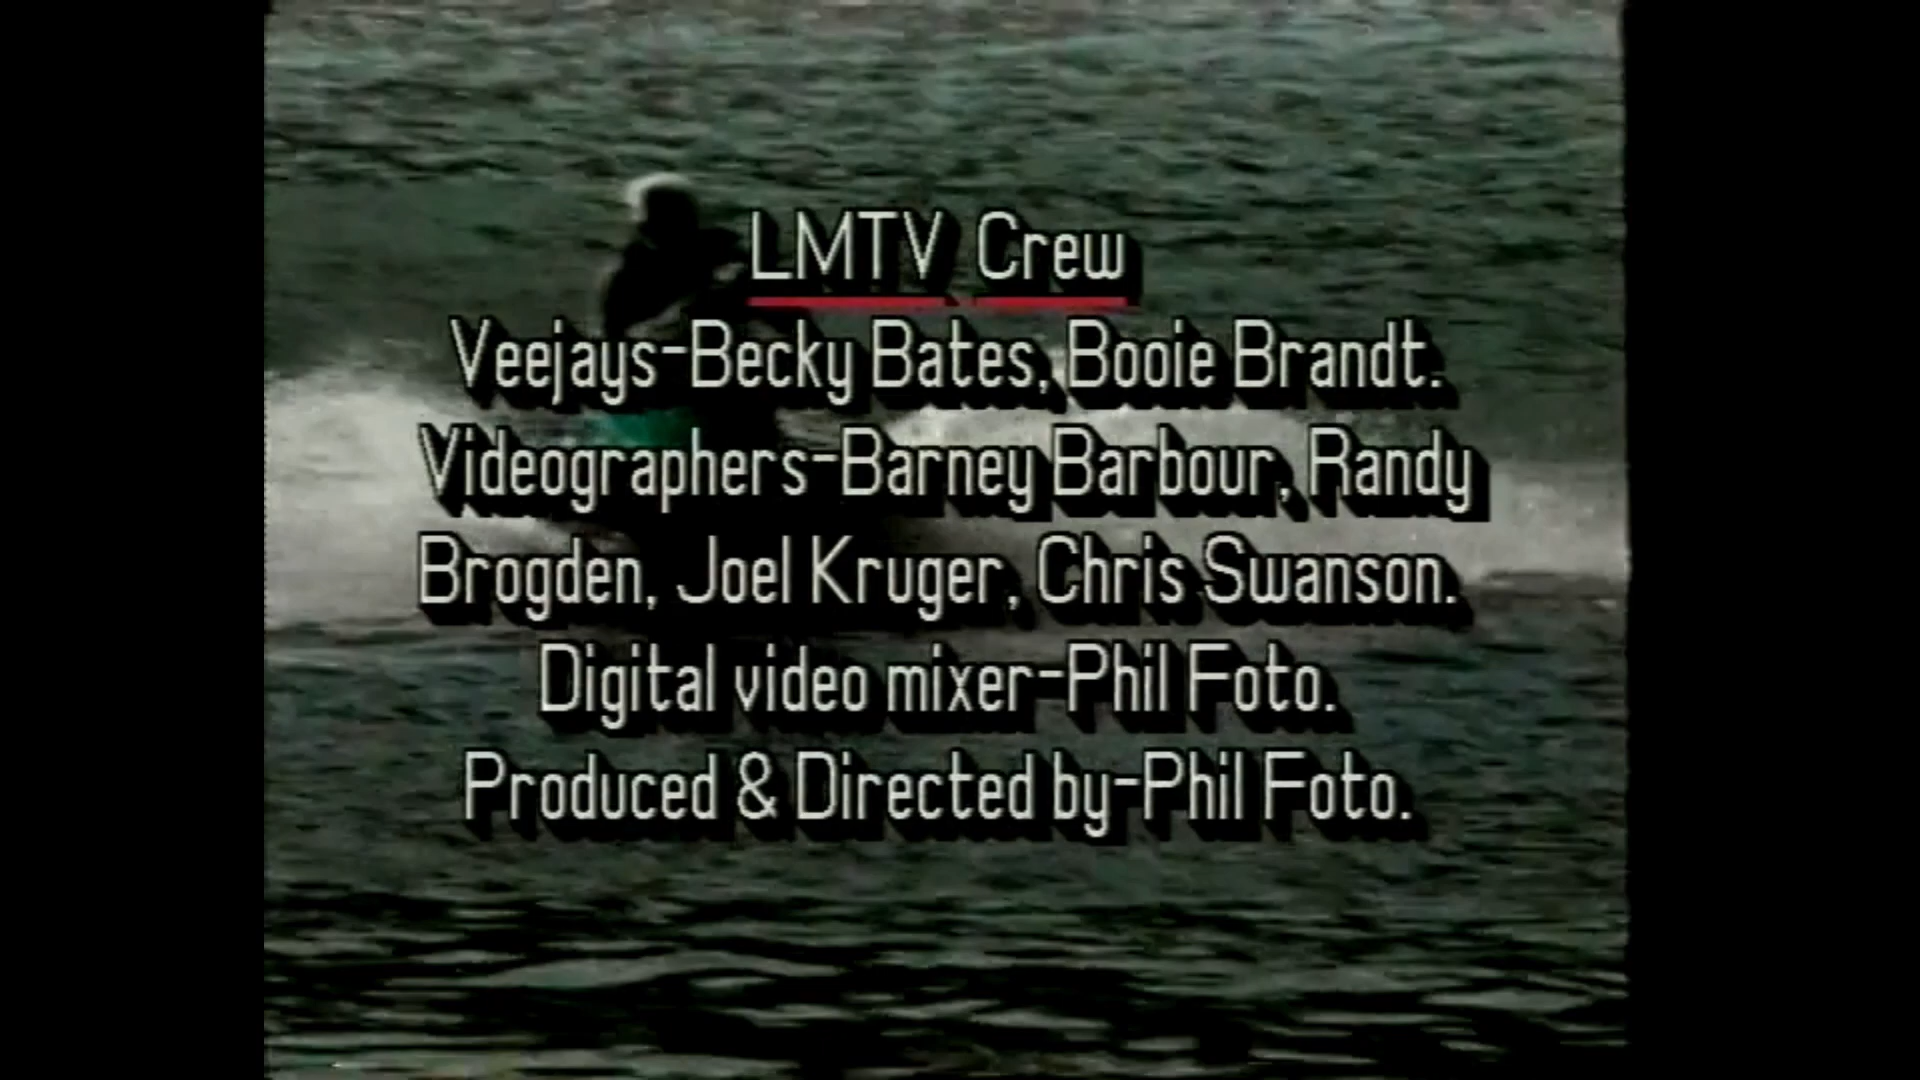 LMTV Crew
Veejays-Becky Bates, Booie Brandt.
Videographers-Barney Barbour, Randy
Brogden, Joel Kruger, Chris Swanson.
Digital video mixer-Phil Foto.
Produced & Directed by-Phil Foto.